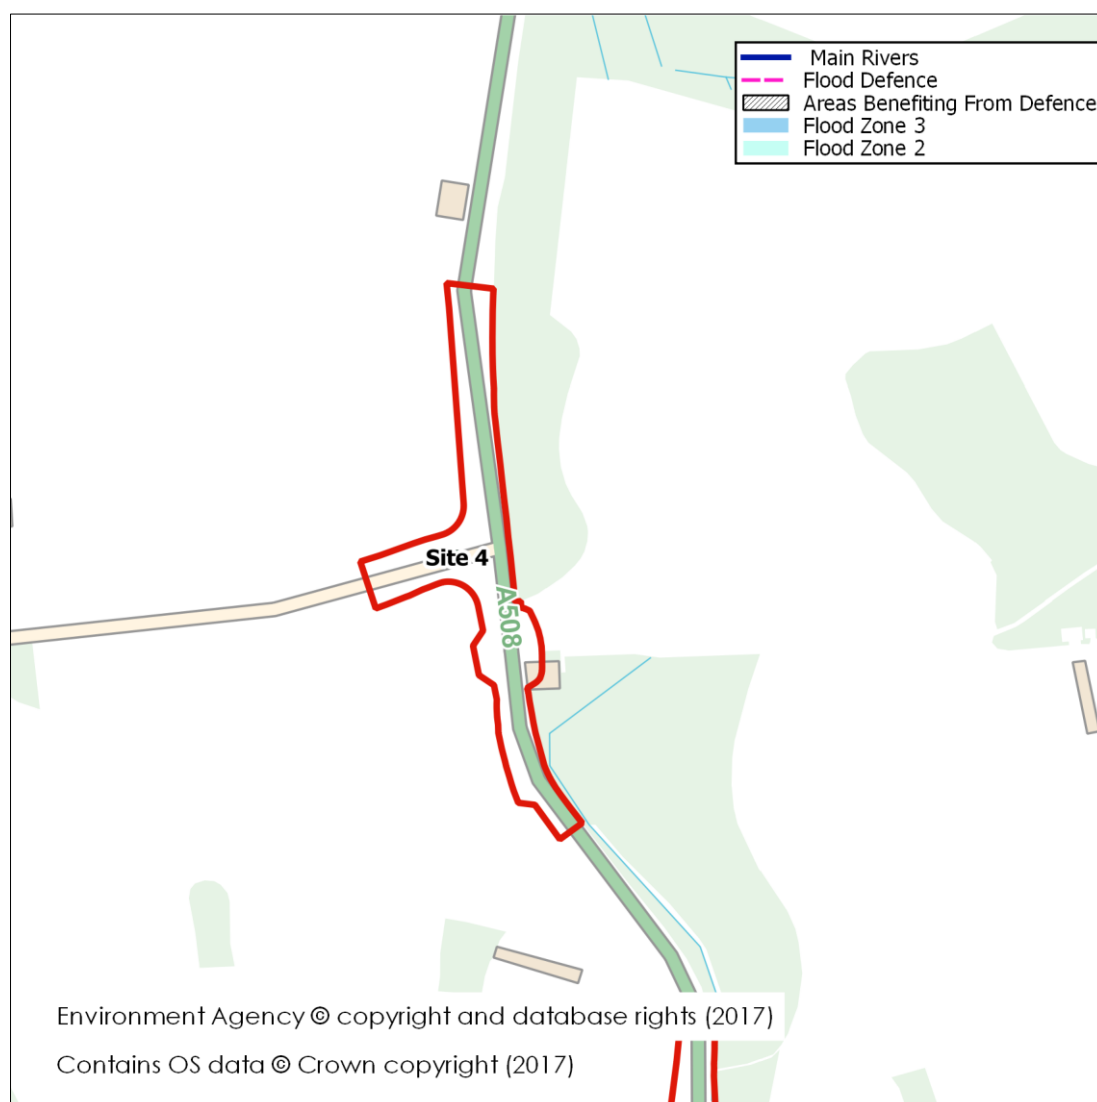 Main Rivers
Flood Defence
Areas Benefiting From Defence
Flood Zone 3
Flood Zone 2
Site 4
A508
Environment Agency © copyright and database rights (2017)
Contains OS data © Crown copyright (2017)